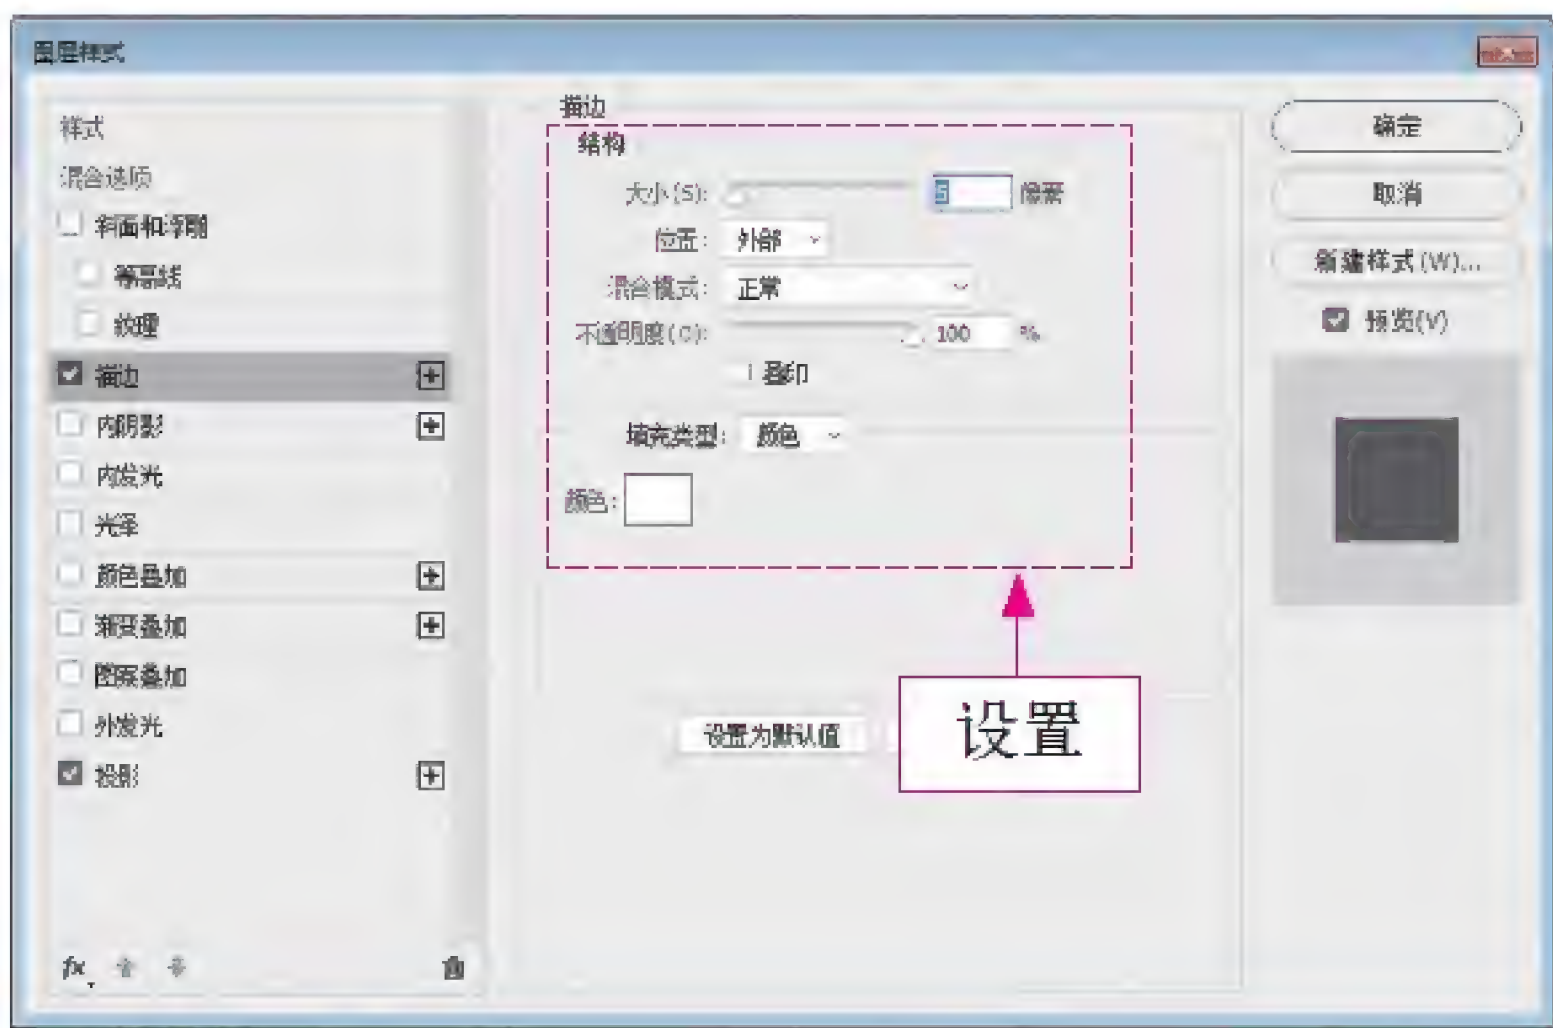 图层样式
样式
混合选项
斜面和浮雕
等高线
纹理
描边
内阴影
内发光
光泽
颜色叠加
渐变叠加
图案叠加
外发光
投影
fx
描边
结构
大小(S): 5 像素
位置: 外部
混合模式: 正常
不透明度(O): 100 %
叠印
填充类型: 颜色
颜色:
设置为默认值
设置
确定
取消
新建样式(W)...
预览(V)